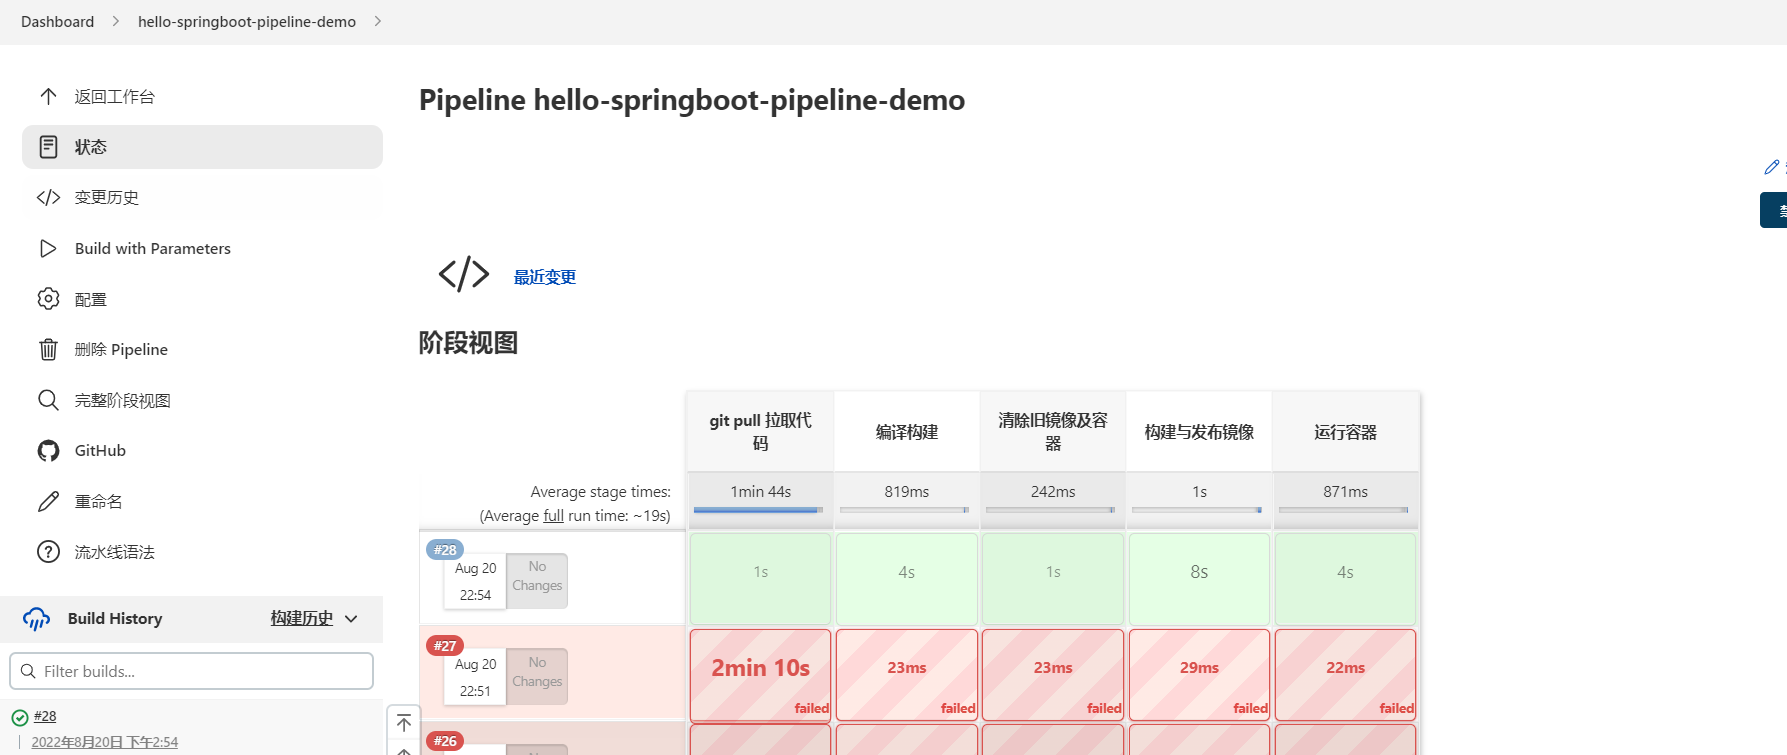 Dashboard
hello-springboot-pipeline-demo
返回工作台
状态
变更历史
Build with Parameters
配置
删除 Pipeline
完整阶段视图
GitHub
重命名
流水线语法
Build History
构建历史
Filter builds...
#28
2022年8月20日 下午2:54
Pipeline hello-springboot-pipeline-demo
最近变更
阶段视图
git pull 拉取代
码
编译构建
清除旧镜像及容
器
构建与发布镜像
运行容器
Average stage times:
(Average full run time: ~19s)
1min 44s
819ms
242ms
1s
871ms
#28
Aug 20
22:54
No
Changes
1s
4s
1s
8s
4s
#27
Aug 20
22:51
No
Changes
2min 10s
failed
23ms
failed
23ms
failed
29ms
failed
22ms
failed
#26